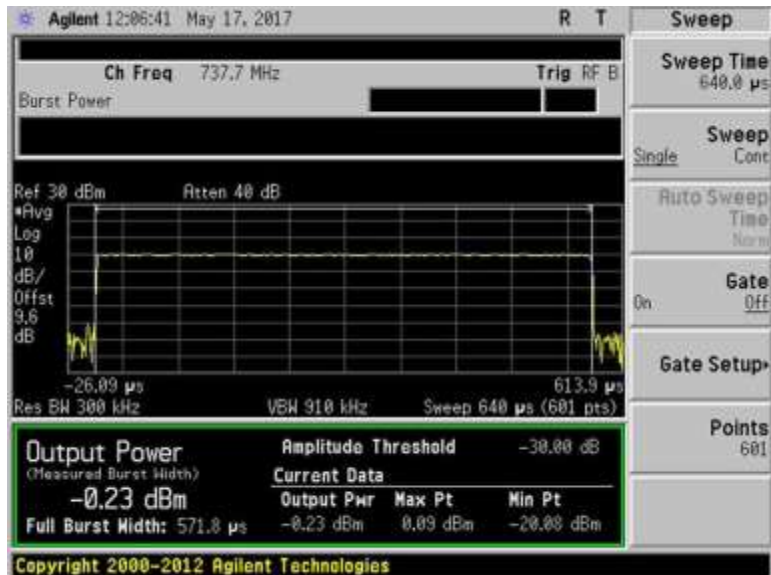 Agilent 12:06:41 May 17, 2017 R T Sweep
Ch Freq 737.7 MHz Trig RF B
Burst Power
Sweep Time
640.0 µs
Sweep
Single Cont
Auto Sweep
Time
Norm
Gate
On Off
Gate Setup
Points
601
Ref 30 dBm Atten 40 dB
*Avg
Log
10
dB/
Offst
9.6
dB
-26.09 µs 613.9 µs
Res BW 300 kHz VBW 910 kHz Sweep 640 µs (601 pts)
Output Power
(Measured Burst Width)
-0.23 dBm
Full Burst Width: 571.8 µs
Amplitude Threshold -30.00 dB
Current Data
Output Pwr Max Pt Min Pt
-0.23 dBm 0.09 dBm -20.08 dBm
Copyright 2000-2012 Agilent Technologies